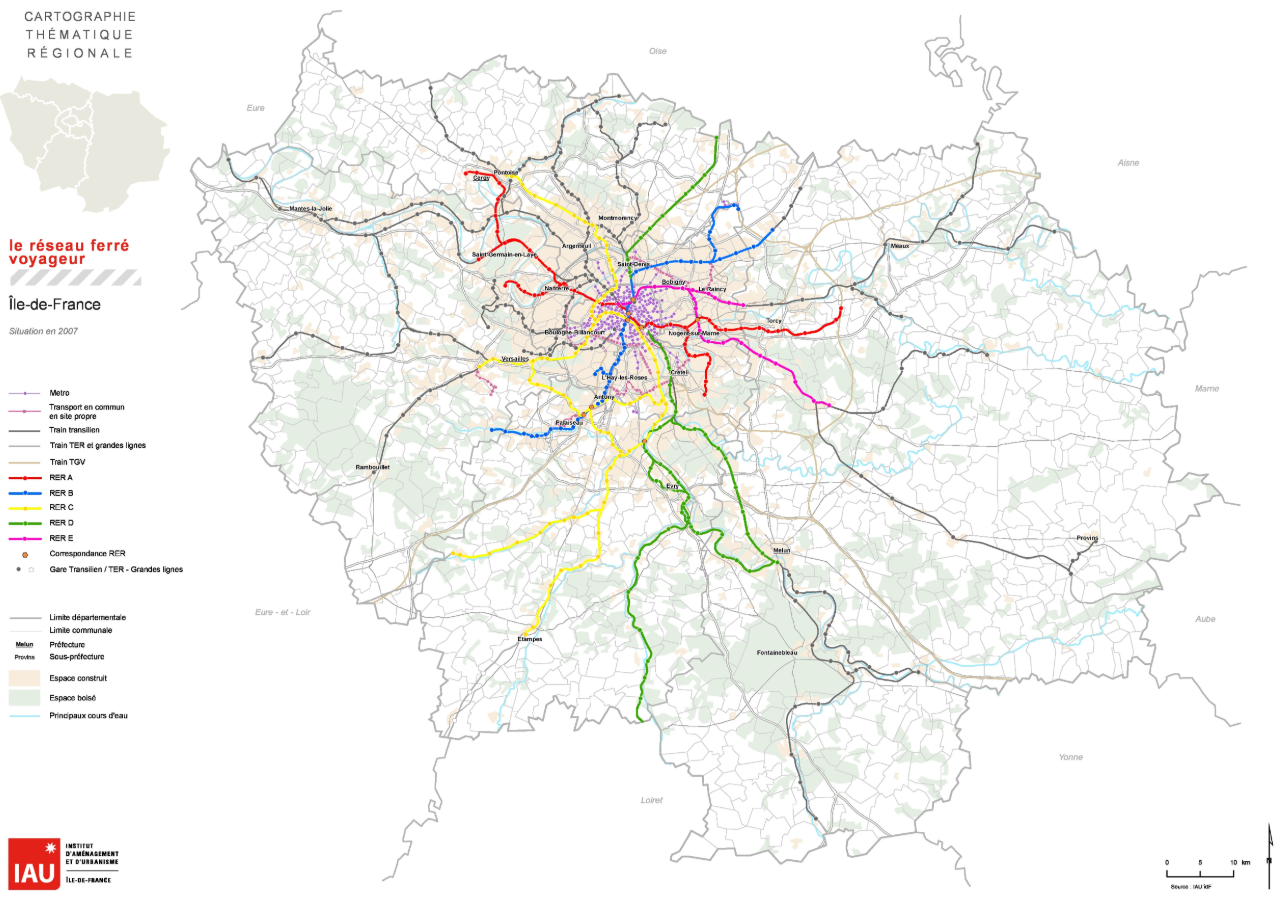 CARTOGRAPHIE
THÉMATIQUE
RÉGIONALE
le réseau ferré
voyageur
Île-de-France
Situation en 2007
Metro
Transport en commun
en site propre
Train transilien
Train TER et grandes lignes
Train TGV
RER A
RER B
RER C
RER D
RER E
Correspondance RER
Gare Transilien / TER - Grandes lignes
Limite départementale
Limite communale
Melun Préfecture
Provins Sous-préfecture
Espace construit
Espace boisé
Principaux cours d'eau
IAU
INSTITUT
D'AMÉNAGEMENT
ET D'URBANISME
ÎLE-DE-FRANCE
Oise
Eure
Aisne
Pontoise
Cergy
Mantes-la-Jolie
Montmorency
Argenteuil
Meaux
Saint-Germain-en-Laye
Saint-Denis
Bobigny
Le Raincy
Nanterre
Torcy
Boulogne-Billancourt
Nogent-sur-Marne
Versailles
Créteil
L'Haÿ-les-Roses
Marne
Antony
Palaiseau
Rambouillet
Evry
Provins
Melun
Eure - et - Loir
Aube
Etampes
Fontainebleau
Yonne
Loiret
0 5 10 km
N
Source : IAU îdF